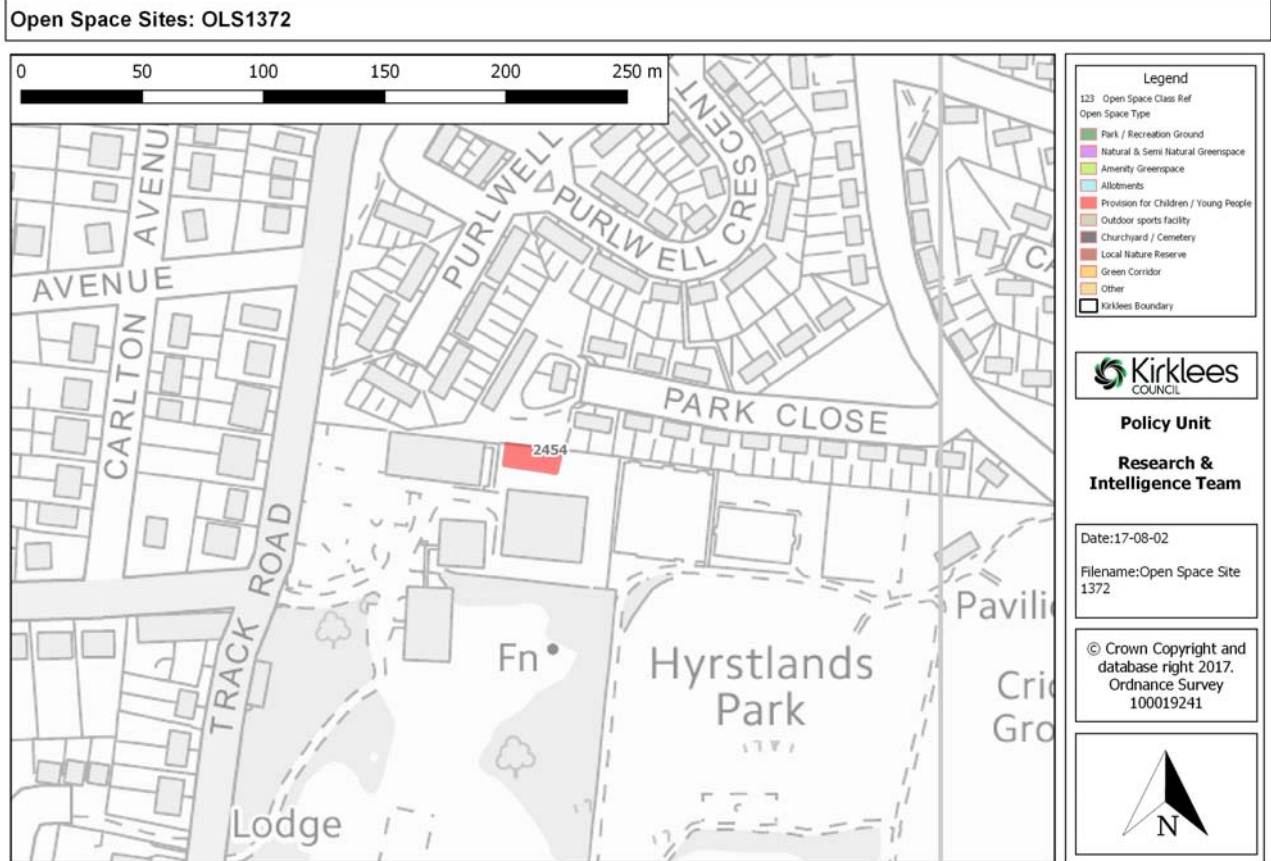 Open Space Sites: OLS1372
0 50 100 150 200 250 m
PURLWELL
CRESCENT
PURLWELL
PURLWELL CRESCENT
AVENUE
AVENUE
CARLTON
PARK CLOSE
2454
TRACK ROAD
Fn
Hyrstlands
Park
Lodge
Legend
123 Open Space Class Ref
Open Space Type
Park / Recreation Ground
Natural & Semi Natural Greenspace
Amenity Greenspace
Allotments
Provision for Children / Young People
Outdoor sports facility
Churchyard / Cemetery
Local Nature Reserve
Green Corridor
Other
Kirklees Boundary
Kirklees
COUNCIL
Policy Unit
Research &
Intelligence Team
Date:17-08-02
Filename:Open Space Site
1372
© Crown Copyright and
database right 2017.
Ordnance Survey
100019241
N